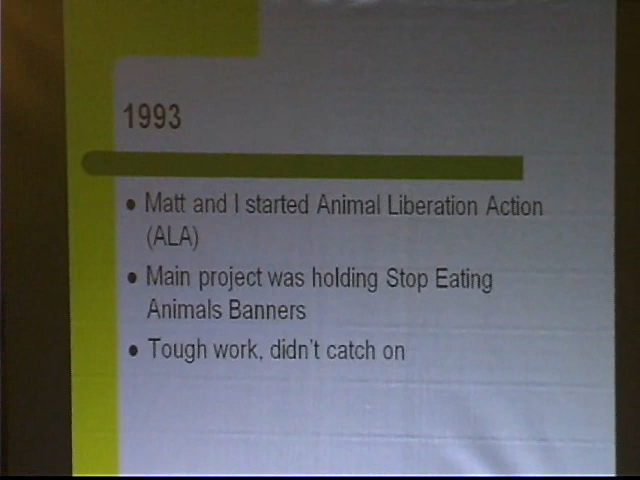 1993
• Matt and I started Animal Liberation Action
(ALA)
• Main project was holding Stop Eating
Animals Banners
• Tough work, didn't catch on